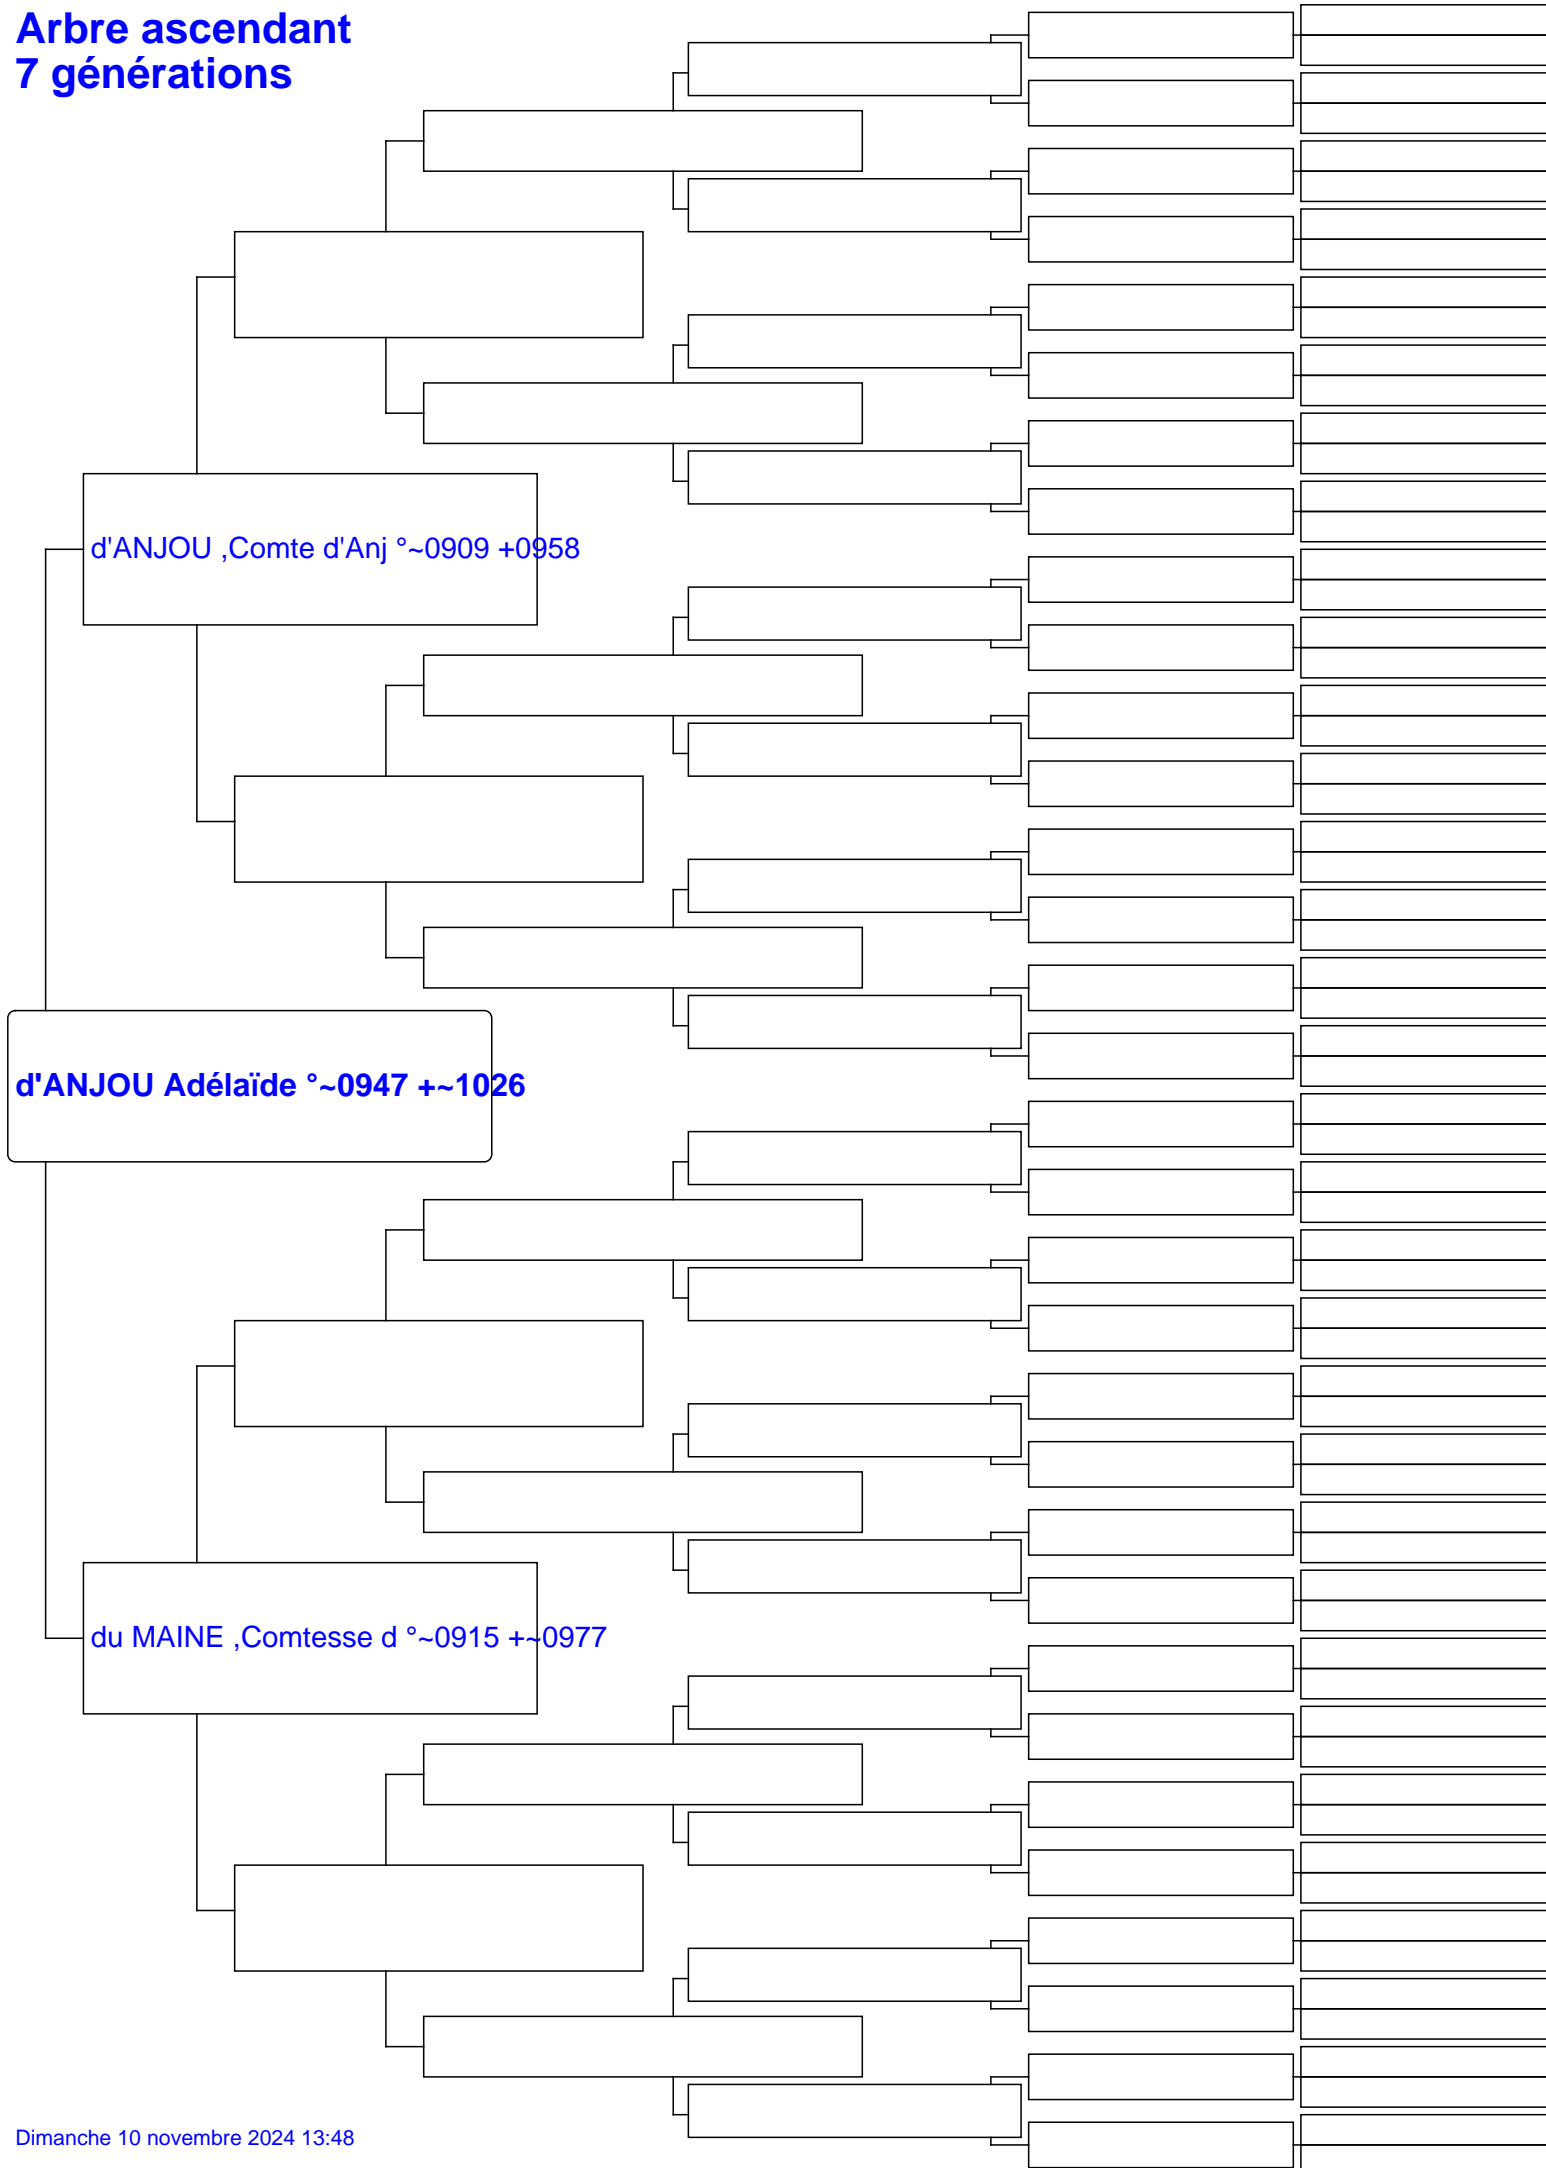 Arbre ascendant
7 générations
d'ANJOU ,Comte d'Anj °~0909 +0958
d'ANJOU Adélaïde °~0947 +~1026
du MAINE ,Comtesse d °~0915 +~0977
Dimanche 10 novembre 2024 13:48